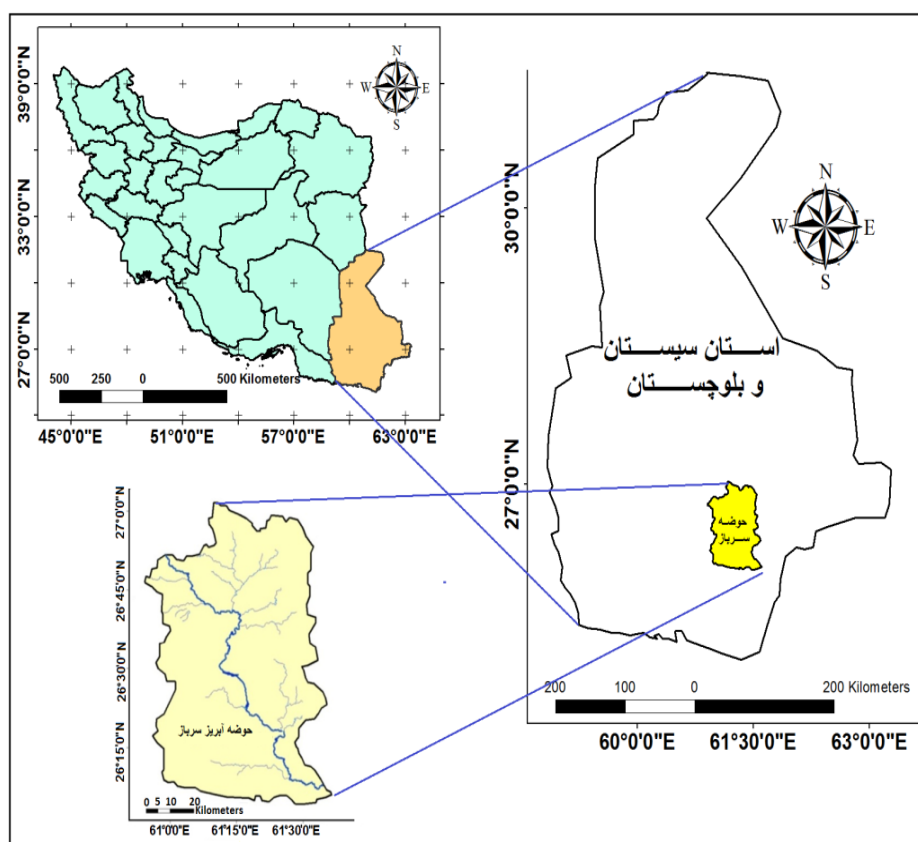 N
W E
S
39°0'0"N
33°0'0"N
27°0'0"N
500 250 0 500 Kilometers
45°0'0"E 51°0'0"E 57°0'0"E 63°0'0"E
N
W E
S
30°0'0"N
27°0'0"N
استان سیستان
و بلوچستان
حوضه
سرباز
200 100 0 200 Kilometers
60°0'0"E 61°30'0"E 63°0'0"E
27°0'0"N
26°45'0"N
26°30'0"N
26°15'0"N
حوضه آبریز سرباز
0 5 10 20
Kilometers
61°0'0"E 61°15'0"E 61°30'0"E